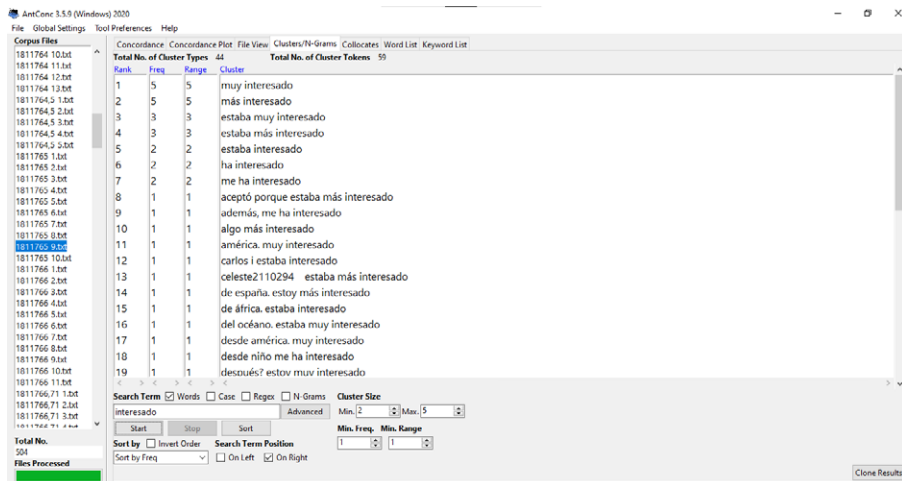 AntConc 3.5.9 (Windows) 2020
File Global Settings Tool Preferences Help
Corpus Files
1811764 10.txt
1811764 11.txt
1811764 12.txt
1811764 13.txt
1811764,5 1.txt
1811764,5 2.txt
1811764,5 3.txt
1811764,5 4.txt
1811764,5 5.txt
1811765 1.txt
1811765 2.txt
1811765 3.txt
1811765 4.txt
1811765 5.txt
1811765 6.txt
1811765 7.txt
1811765 8.txt
1811765 9.txt
1811765 10.txt
1811766 1.txt
1811766 2.txt
1811766 3.txt
1811766 4.txt
1811766 5.txt
1811766 6.txt
1811766 7.txt
1811766 8.txt
1811766 9.txt
1811766 10.txt
1811766 11.txt
1811766,71 1.txt
1811766,71 2.txt
1811766,71 3.txt
Total No.
504
Files Processed
Concordance Concordance Plot File View Clusters/N-Grams Collocates Word List Keyword List
Total No. of Cluster Types 44 Total No. of Cluster Tokens 59
Rank Freq Range Cluster
1 5 5 muy interesado
2 5 5 más interesado
3 3 3 estaba muy interesado
4 3 3 estaba más interesado
5 2 2 estaba interesado
6 2 2 ha interesado
7 2 2 me ha interesado
8 1 1 aceptó porque estaba más interesado
9 1 1 además, me ha interesado
10 1 1 algo más interesado
11 1 1 américa. muy interesado
12 1 1 carlos i estaba interesado
13 1 1 celeste2110294 estaba más interesado
14 1 1 de españa. estoy más interesado
15 1 1 de áfrica. estaba interesado
16 1 1 del océano. estaba muy interesado
17 1 1 desde américa. muy interesado
18 1 1 desde niño me ha interesado
19 1 1 después? estoy muy interesado
Search Term Words Case Regex N-Grams Cluster Size
interesado Advanced Min. 2 Max. 5
Start Stop Sort Min. Freq. Min. Range
Sort by Invert Order Search Term Position 1 1
Sort by Freq On Left On Right
Clone Results